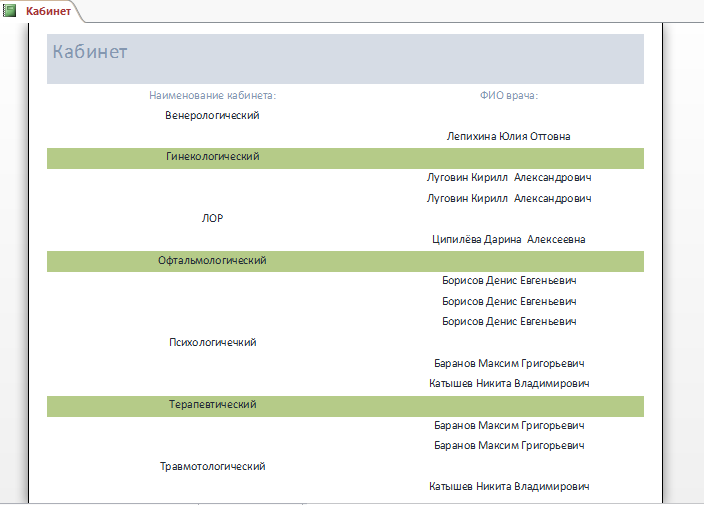 Кабинет
Кабинет
Наименование кабинета: ФИО врача:
Венерологический
Лепихина Юлия Оттовна
Гинекологический
Луговин Кирилл Александрович
Луговин Кирилл Александрович
ЛОР
Ципилёва Дарина Алексеевна
Офтальмологический
Борисов Денис Евгеньевич
Борисов Денис Евгеньевич
Борисов Денис Евгеньевич
Психологичечкий
Баранов Максим Григорьевич
Катышев Никита Владимирович
Терапевтический
Баранов Максим Григорьевич
Баранов Максим Григорьевич
Травмотологический
Катышев Никита Владимирович